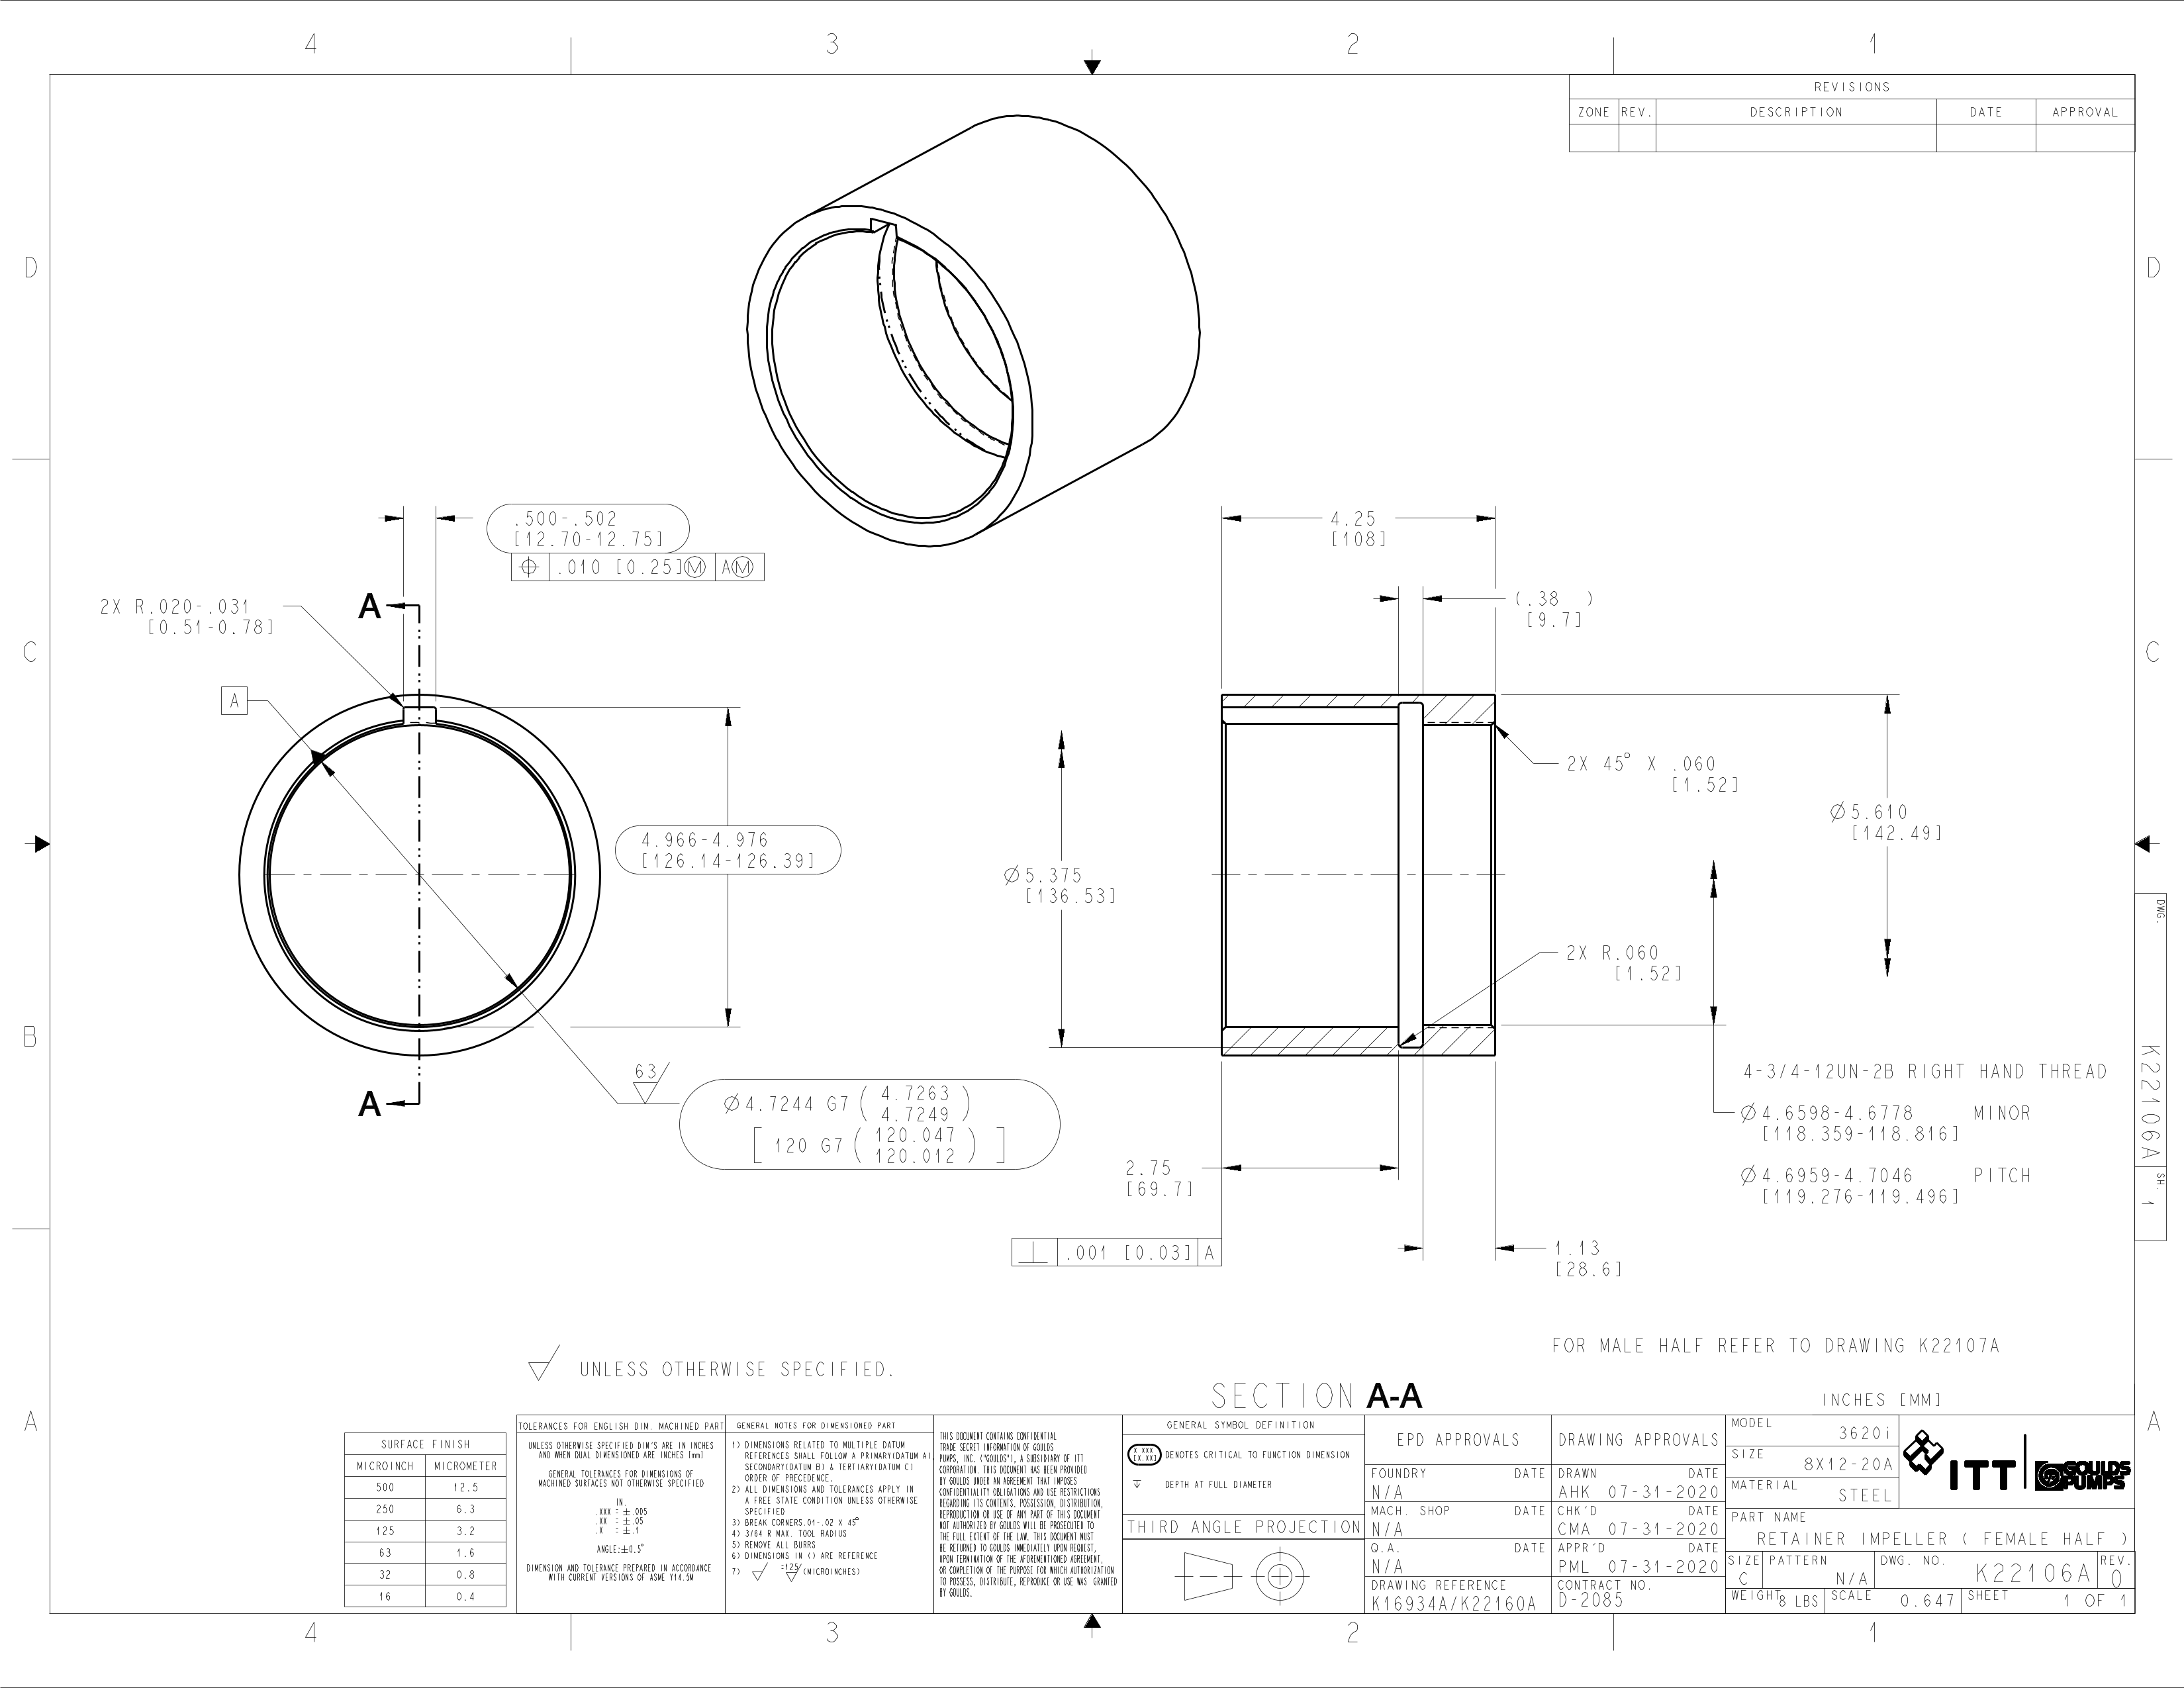 4 3 2 1
REVISIONS
ZONE REV. DESCRIPTION DATE APPROVAL
D D
.500-.502
[12.70-12.75]
.010 [0.25]Ⓜ AⓂ
4.25
[108]
(.38 )
[9.7]
2X R.020-.031
[0.51-0.78]
A
C C
A
2X 45° X .060
[1.52]
Ø5.610
[142.49]
4.966-4.976
[126.14-126.39]
Ø5.375
[136.53]
DWG.
K22106A
SH.
1
2X R.060
[1.52]
B B
63
A
Ø4.7244 G7 ( 4.7263
4.7249 )
[ 120 G7 ( 120.047
120.012 ) ]
4-3/4-12UN-2B RIGHT HAND THREAD
Ø4.6598-4.6778 MINOR
[118.359-118.816]
Ø4.6959-4.7046 PITCH
[119.276-119.496]
2.75
[69.7]
⊥ .001 [0.03] A
1.13
[28.6]
FOR MALE HALF REFER TO DRAWING K22107A
UNLESS OTHERWISE SPECIFIED.
SECTION A-A
INCHES [MM]
A A
SURFACE FINISH
MICROINCH MICROMETER
500 12.5
250 6.3
125 3.2
63 1.6
32 0.8
16 0.4
TOLERANCES FOR ENGLISH DIM. MACHINED PART
UNLESS OTHERWISE SPECIFIED DIM'S ARE IN INCHES
AND WHEN DUAL DIMENSIONED ARE INCHES [mm]
GENERAL TOLERANCES FOR DIMENSIONS OF
MACHINED SURFACES NOT OTHERWISE SPECIFIED
IN.
.XXX : ±.005
.XX : ±.05
.X : ±.1
ANGLE:±0.5°
DIMENSION AND TOLERANCE PREPARED IN ACCORDANCE
WITH CURRENT VERSIONS OF ASME Y14.5M
GENERAL NOTES FOR DIMENSIONED PART
1) DIMENSIONS RELATED TO MULTIPLE DATUM
REFERENCES SHALL FOLLOW A PRIMARY(DATUM A)
SECONDARY(DATUM B) & TERTIARY(DATUM C)
ORDER OF PRECEDENCE.
2) ALL DIMENSIONS AND TOLERANCES APPLY IN
A FREE STATE CONDITION UNLESS OTHERWISE
SPECIFIED
3) BREAK CORNERS.01-.02 X 45°
4) 3/64 R MAX. TOOL RADIUS
5) REMOVE ALL BURRS
6) DIMENSIONS IN () ARE REFERENCE
7) =125 (MICROINCHES)
THIS DOCUMENT CONTAINS CONFIDENTIAL
TRADE SECRET INFORMATION OF GOULDS
PUMPS, INC. ("GOULDS"), A SUBSIDIARY OF ITT
CORPORATION. THIS DOCUMENT HAS BEEN PROVIDED
BY GOULDS UNDER AN AGREEMENT THAT IMPOSES
CONFIDENTIALITY OBLIGATIONS AND USE RESTRICTIONS
REGARDING ITS CONTENTS. POSSESSION, DISTRIBUTION,
REPRODUCTION OR USE OF ANY PART OF THIS DOCUMENT
NOT AUTHORIZED BY GOULDS WILL BE PROSECUTED TO
THE FULL EXTENT OF THE LAW. THIS DOCUMENT MUST
BE RETURNED TO GOULDS IMMEDIATELY UPON REQUEST,
UPON TERMINATION OF THE AFOREMENTIONED AGREEMENT,
OR COMPLETION OF THE PURPOSE FOR WHICH AUTHORIZATION
TO POSSESS, DISTRIBUTE, REPRODUCE OR USE WAS GRANTED
BY GOULDS.
GENERAL SYMBOL DEFINITION
X.XXX
[X.XX] DENOTES CRITICAL TO FUNCTION DIMENSION
DEPTH AT FULL DIAMETER
THIRD ANGLE PROJECTION
EPD APPROVALS
FOUNDRY DATE
N/A
MACH. SHOP DATE
N/A
Q.A. DATE
N/A
DRAWING REFERENCE
K16934A/K22160A
DRAWING APPROVALS
DRAWN DATE
AHK 07-31-2020
CHK'D DATE
CMA 07-31-2020
APPR'D DATE
PML 07-31-2020
CONTRACT NO.
D-2085
MODEL
3620i
SIZE
8X12-20A
MATERIAL
STEEL
ITT GOULDS PUMPS
PART NAME
RETAINER IMPELLER ( FEMALE HALF )
SIZE C
PATTERN N/A
DWG. NO. K22106A
REV. 0
WEIGHT 8 LBS
SCALE 0.647
SHEET 1 OF 1
4 3 2 1